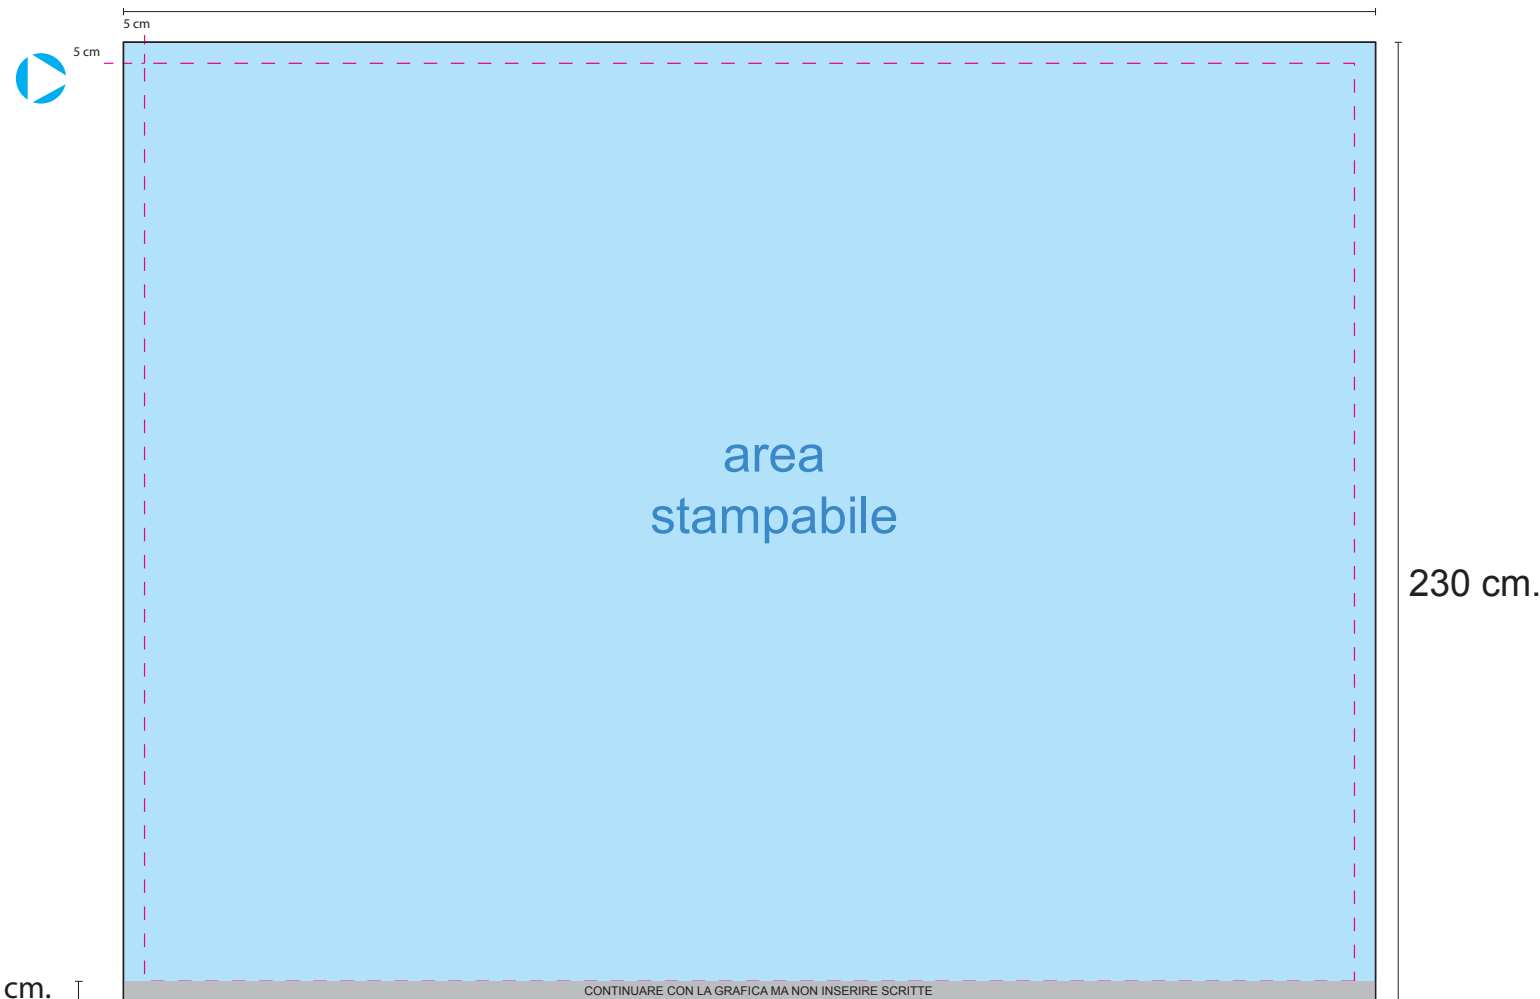 5 cm
5 cm
area
stampabile
230 cm.
cm.
CONTINUARE CON LA GRAFICA MA NON INSERIRE SCRITTE